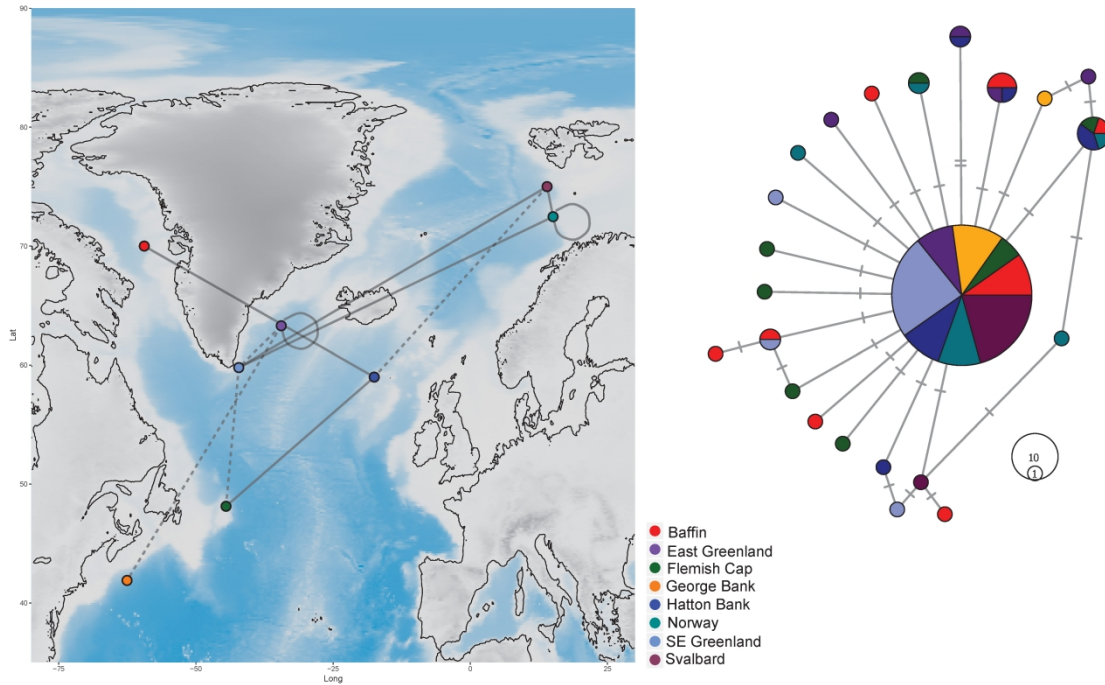 90
80
70
60
50
40
Lat
-75
-50
-25
0
25
Long
10
1
Baffin
East Greenland
Flemish Cap
George Bank
Hatton Bank
Norway
SE Greenland
Svalbard